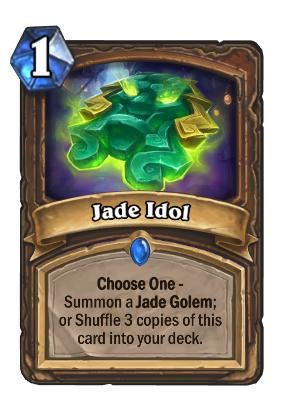 1
Jade Idol
Choose One -
Summon a Jade Golem;
or Shuffle 3 copies of this
card into your deck.